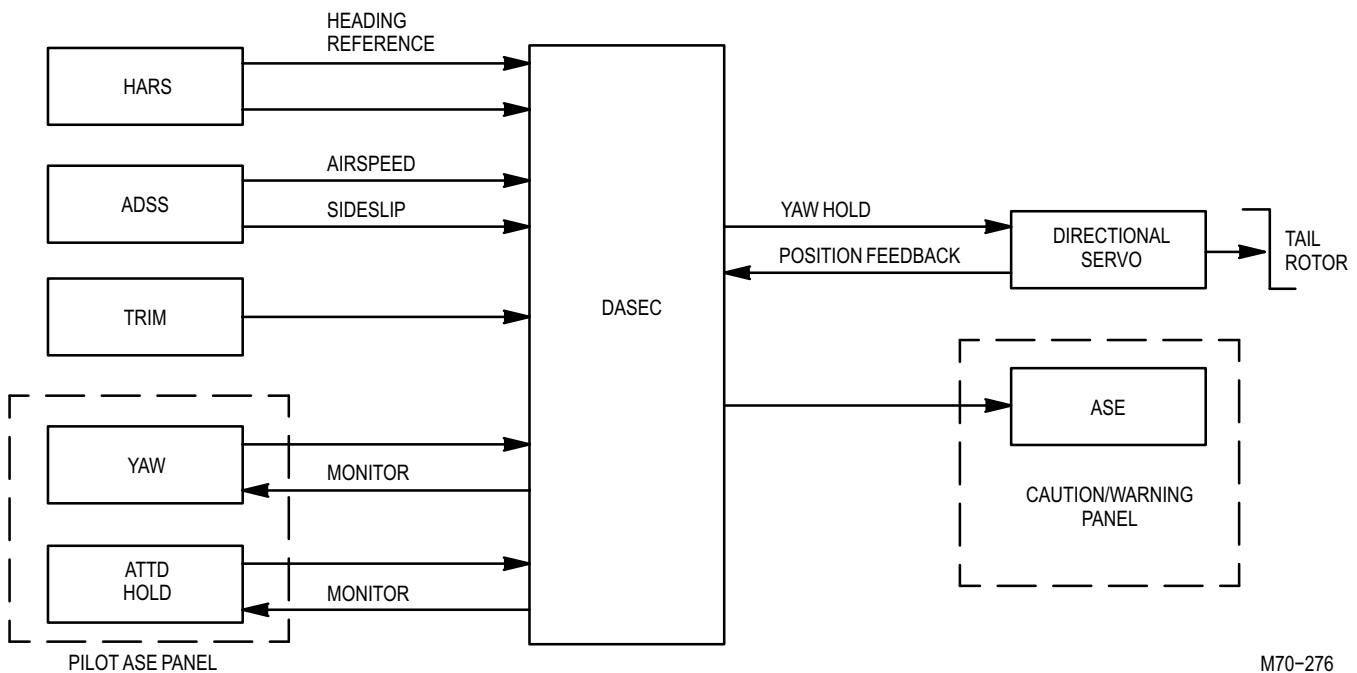 HEADING
REFERENCE
HARS
AIRSPEED
ADSS
SIDESLIP
YAW HOLD
DIRECTIONAL
SERVO
TAIL
ROTOR
POSITION FEEDBACK
TRIM
DASEC
ASE
YAW
MONITOR
CAUTION/WARNING
PANEL
ATTD
HOLD
MONITOR
PILOT ASE PANEL
M70−276